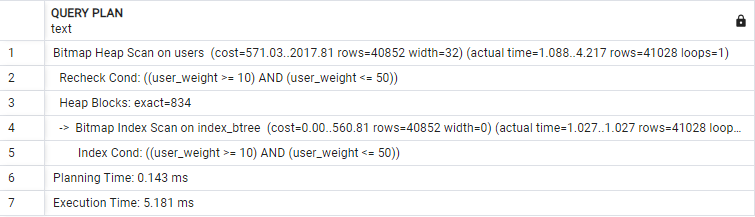 QUERY PLAN
text
1 Bitmap Heap Scan on users (cost=571.03..2017.81 rows=40852 width=32) (actual time=1.088..4.217 rows=41028 loops=1)
2 Recheck Cond: ((user_weight >= 10) AND (user_weight <= 50))
3 Heap Blocks: exact=834
4 -> Bitmap Index Scan on index_btree (cost=0.00..560.81 rows=40852 width=0) (actual time=1.027..1.027 rows=41028 loop...
5 Index Cond: ((user_weight >= 10) AND (user_weight <= 50))
6 Planning Time: 0.143 ms
7 Execution Time: 5.181 ms